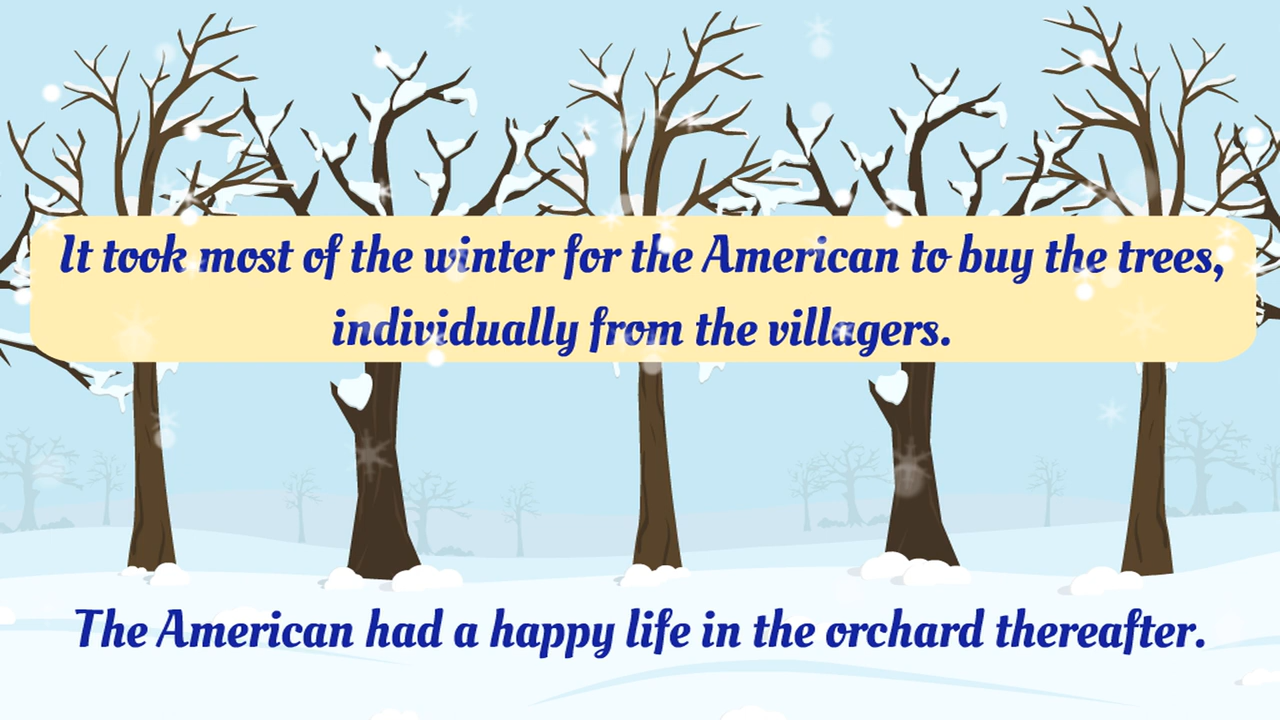 It took most of the winter for the American to buy the trees,
individually from the villagers.
The American had a happy life in the orchard thereafter.